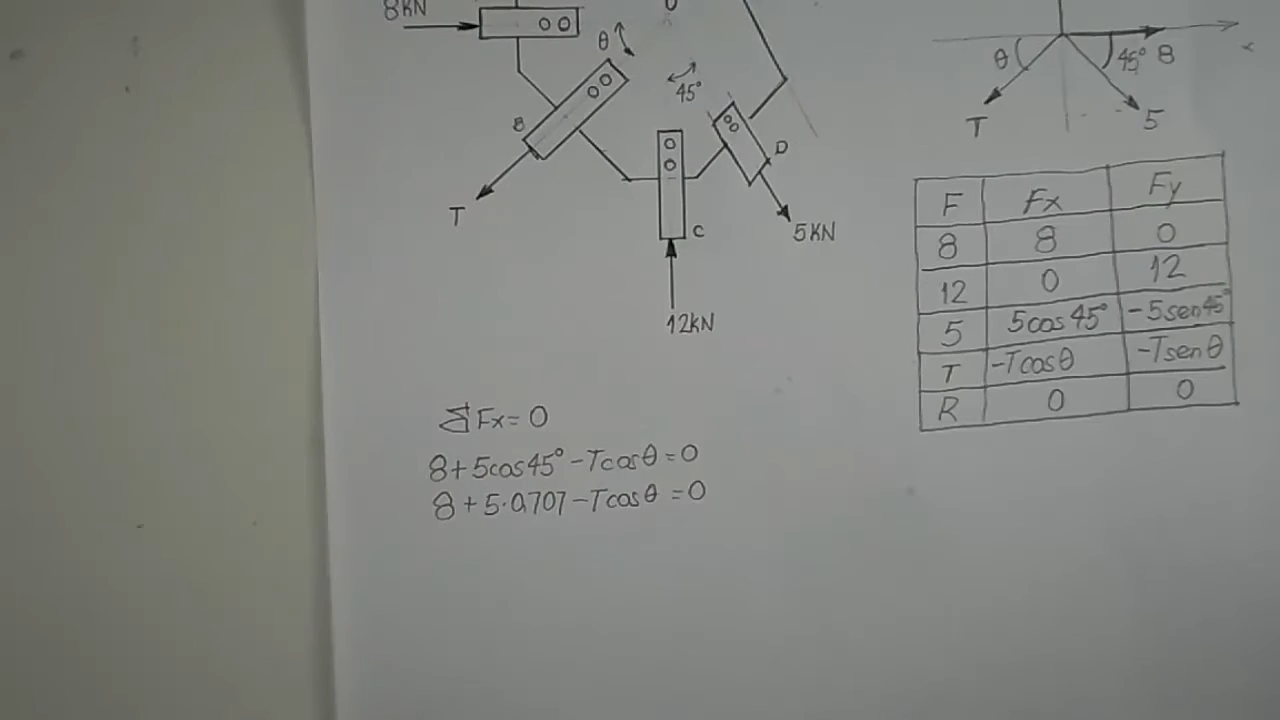 8KN
θ
45°
B
D
T
C
5KN
12KN
θ
45°
8
x
T
5
F Fx Fy
8 8 0
12 0 12
5 5cos45° -5sen45°
T -Tcosθ -Tsenθ
R 0 0
ΣFx=0
8+5cos45°-Tcosθ=0
8+5·0,707-Tcosθ=0